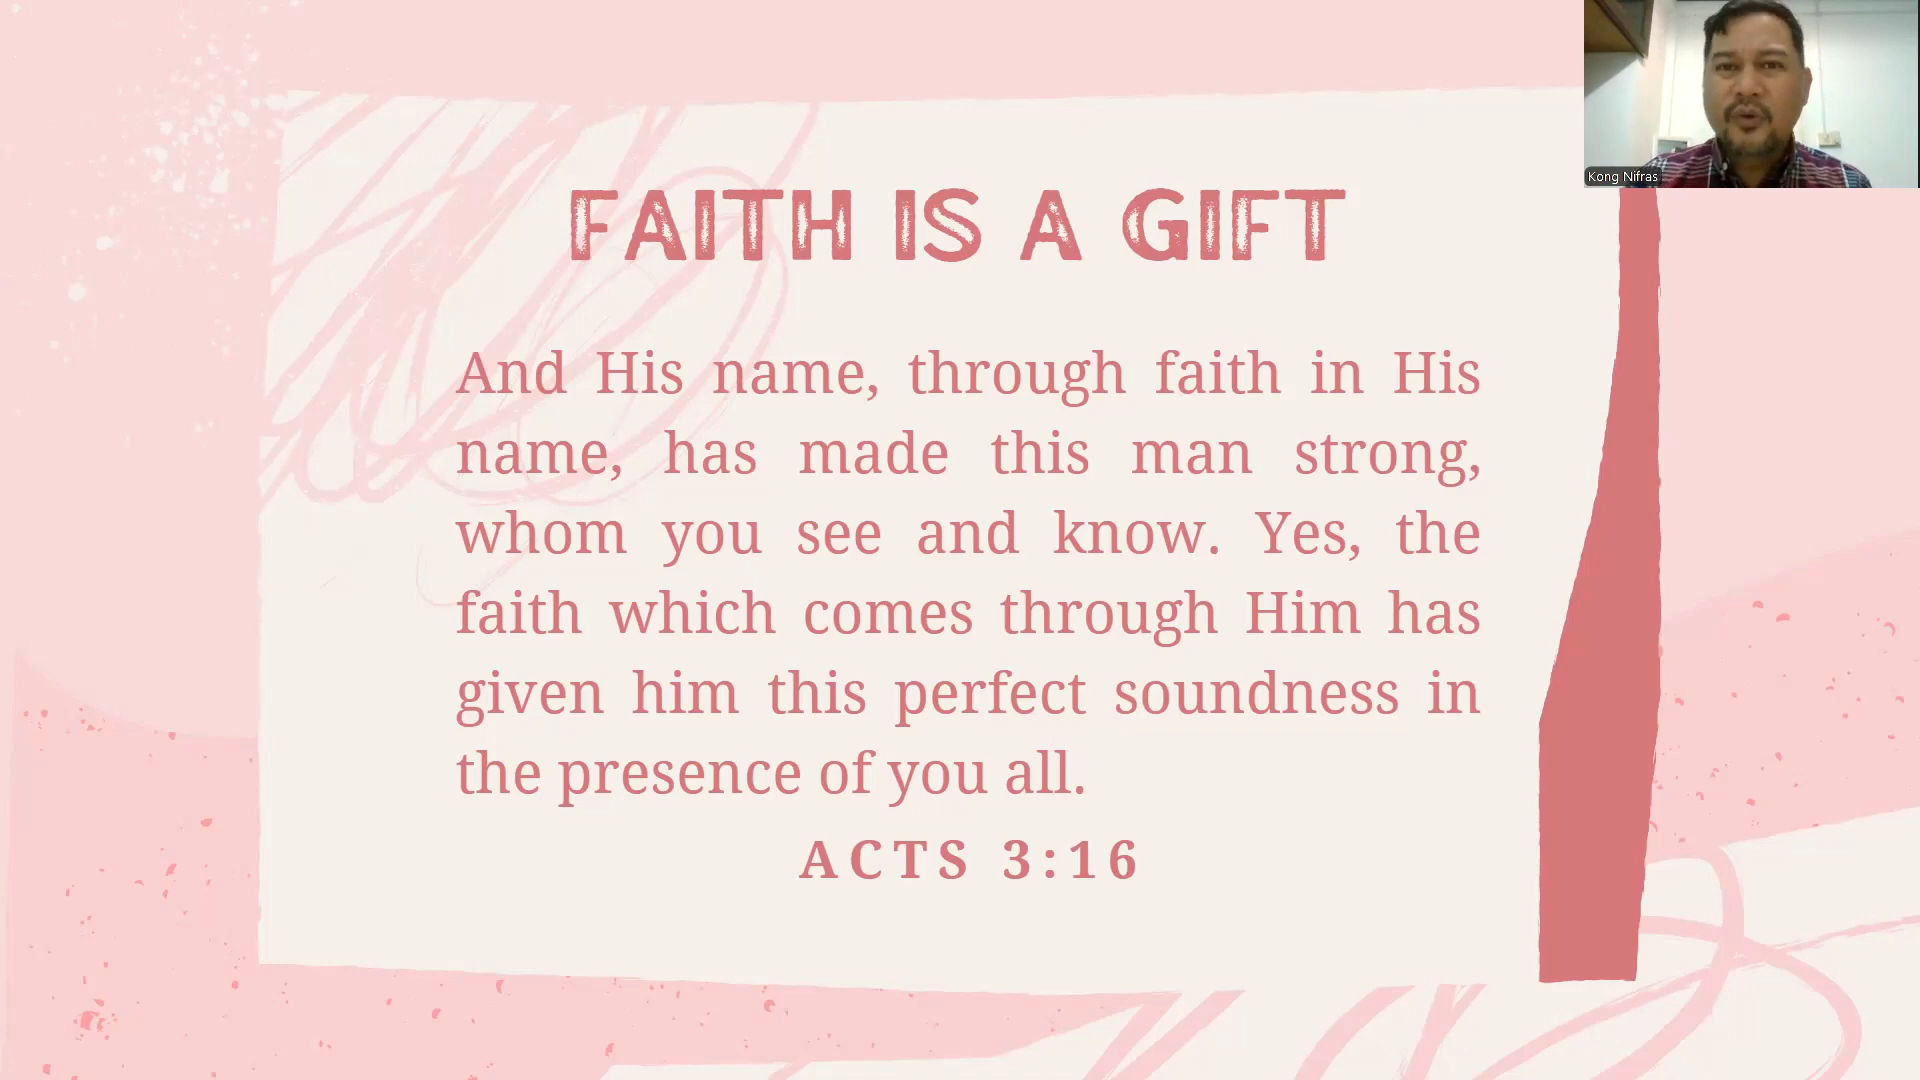 Kong Nifras
FAITH IS A GIFT
And His name, through faith in His
name, has made this man strong,
whom you see and know. Yes, the
faith which comes through Him has
given him this perfect soundness in
the presence of you all.
ACTS 3:16